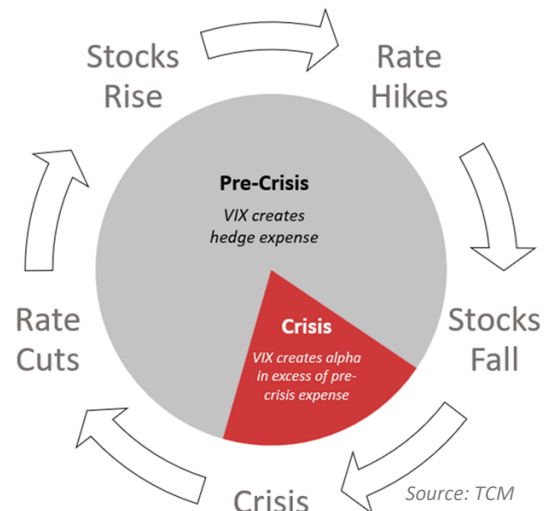 Stocks
Rise
Rate
Hikes
Pre-Crisis
VIX creates
hedge expense
Crisis
VIX creates alpha
in excess of pre-
crisis expense
Stocks
Fall
Rate
Cuts
Crisis
Source: TCM